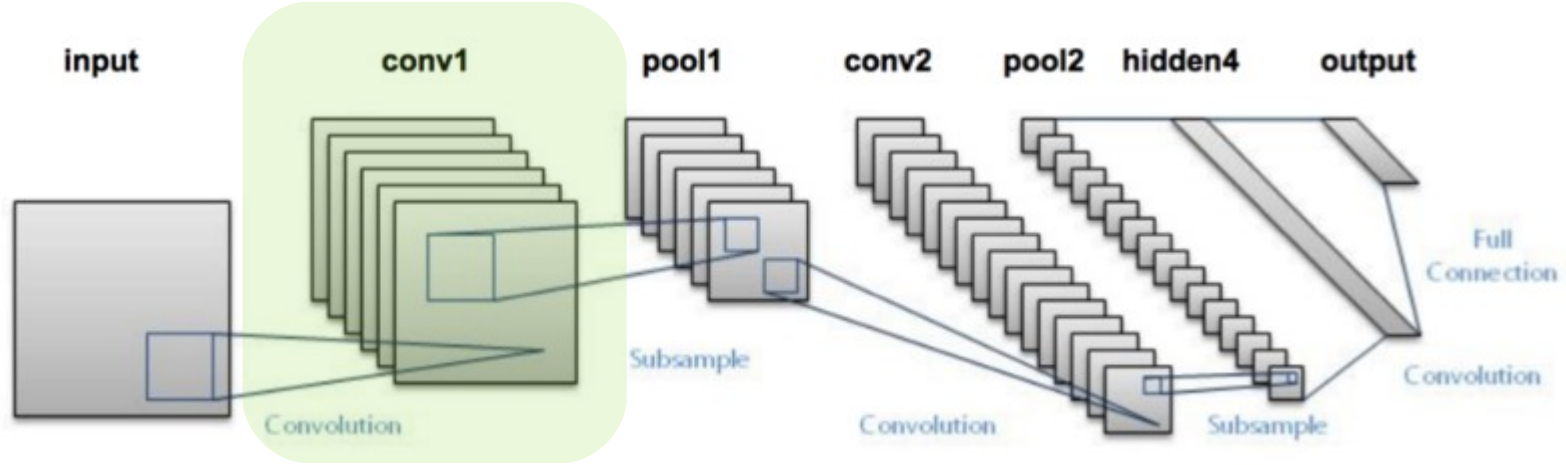 input
conv1
pool1
conv2
pool2
hidden4
output
Full
Connection
Subsample
Convolution
Convolution
Convolution
Subsample